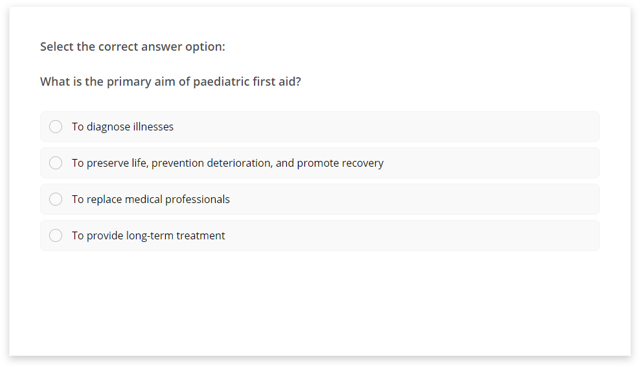 Select the correct answer option:
What is the primary aim of paediatric first aid?
To diagnose illnesses
To preserve life, prevention deterioration, and promote recovery
To replace medical professionals
To provide long-term treatment